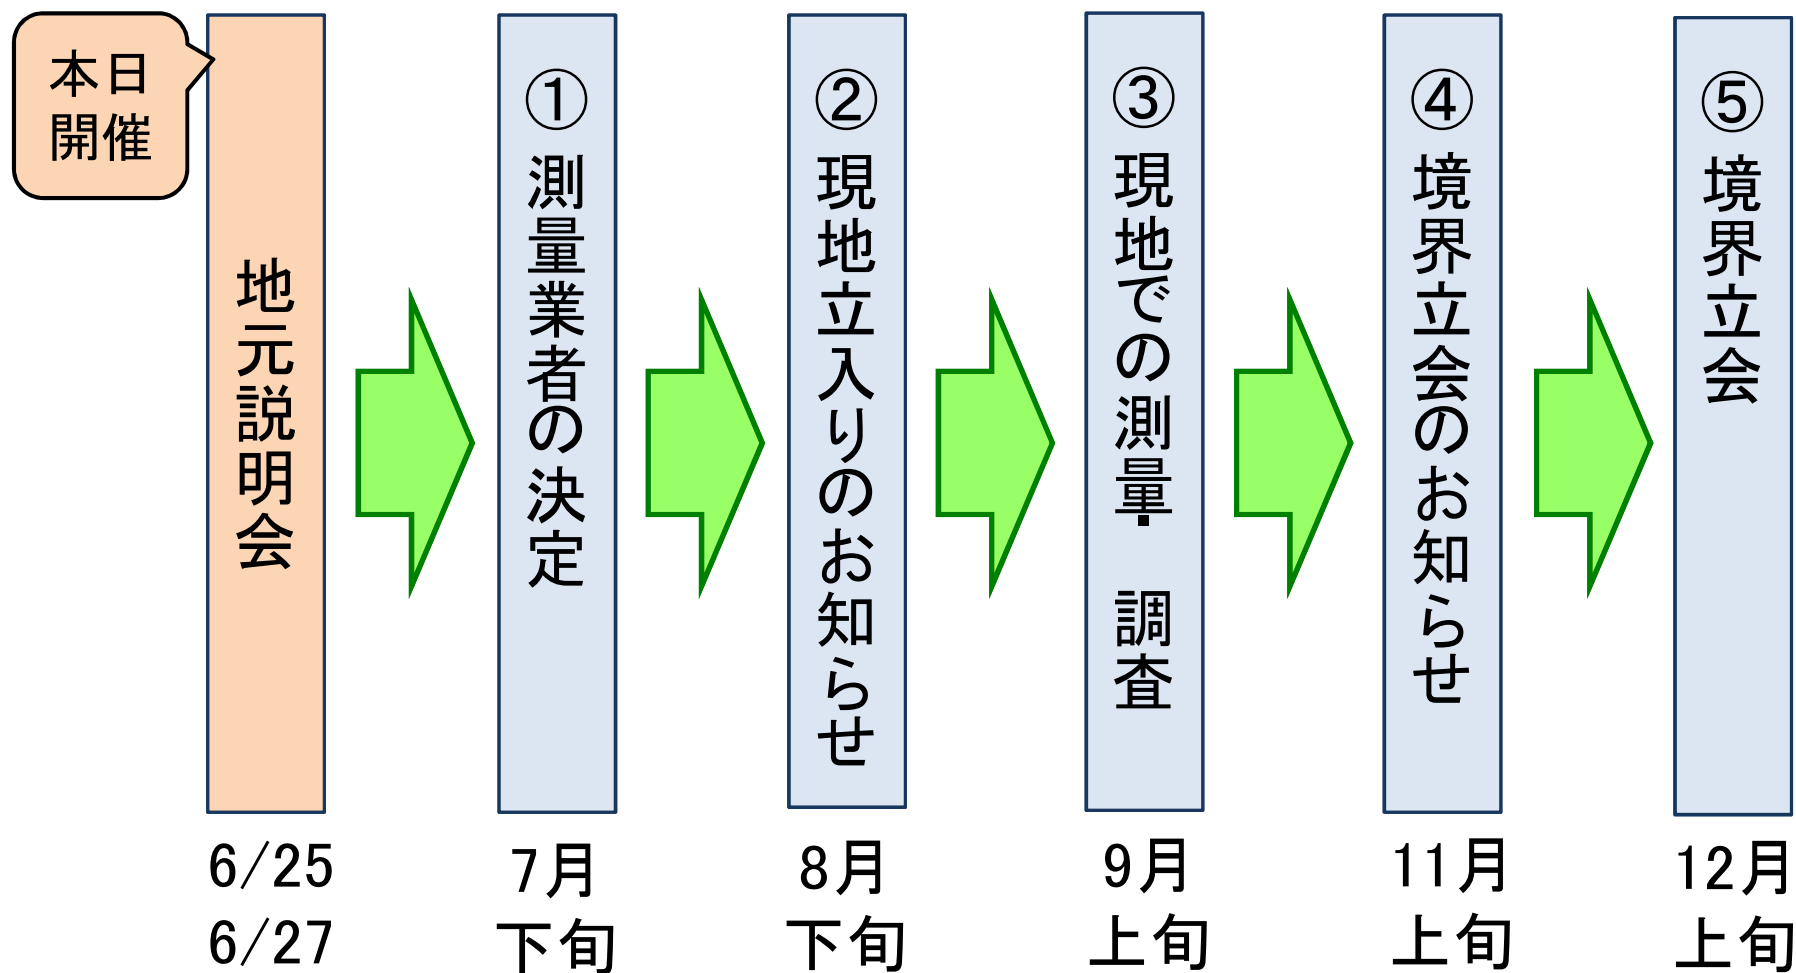 本日
開催
地元説明会
①測量業者の決定
②現地立入りのお知らせ
③現地での測量・調査
④境界立会のお知らせ
⑤境界立会
6/25
6/27
7月
下旬
8月
下旬
9月
上旬
11月
上旬
12月
上旬